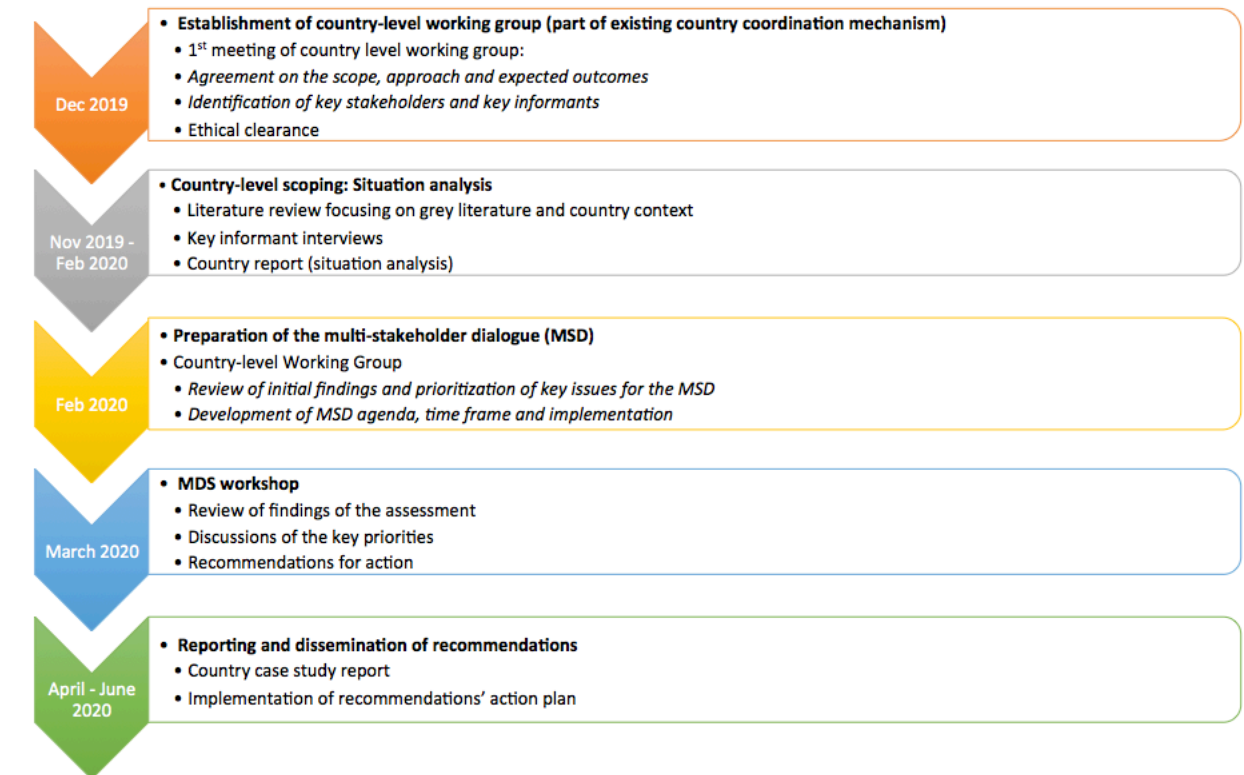 Dec 2019
• Establishment of country-level working group (part of existing country coordination mechanism)
• 1st meeting of country level working group:
• Agreement on the scope, approach and expected outcomes
• Identification of key stakeholders and key informants
• Ethical clearance
Nov 2019 -
Feb 2020
• Country-level scoping: Situation analysis
• Literature review focusing on grey literature and country context
• Key informant interviews
• Country report (situation analysis)
Feb 2020
• Preparation of the multi-stakeholder dialogue (MSD)
• Country-level Working Group
• Review of initial findings and prioritization of key issues for the MSD
• Development of MSD agenda, time frame and implementation
March 2020
• MDS workshop
• Review of findings of the assessment
• Discussions of the key priorities
• Recommendations for action
April - June
2020
• Reporting and dissemination of recommendations
• Country case study report
• Implementation of recommendations' action plan